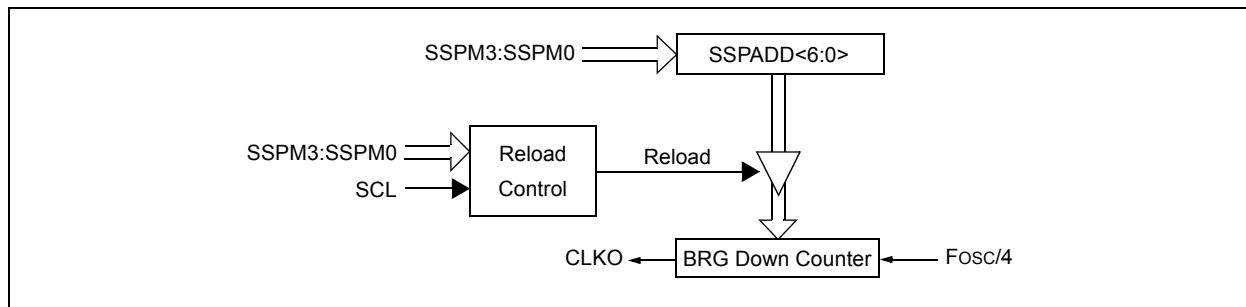 SSPM3:SSPM0
SSPADD<6:0>
SSPM3:SSPM0
SCL
Reload
Control
Reload
CLKO
BRG Down Counter
FOSC/4